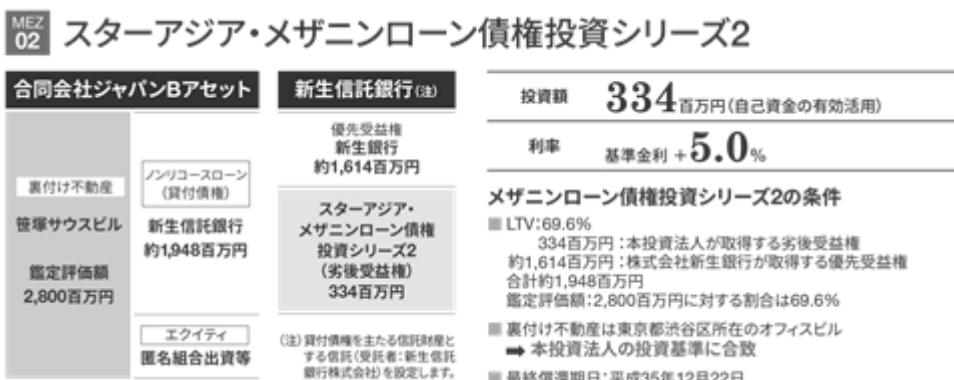 MEZ
02
スターアジア・メザニンローン債権投資シリーズ2
合同会社ジャパンBアセット
裏付け不動産
笹塚サウスビル
鑑定評価額
2,800百万円
ノンリコースローン
(貸付債権)
新生信託銀行
約1,948百万円
エクイティ
匿名組合出資等
新生信託銀行(注)
優先受益権
新生銀行
約1,614百万円
スターアジア・
メザニンローン債権
投資シリーズ2
(劣後受益権)
334百万円
(注)貸付債権を主たる信託財産と
する信託(受託者:新生信託
銀行株式会社)を設定します。
投資額 334百万円(自己資金の有効活用)
利率 基準金利+5.0%
メザニンローン債権投資シリーズ2の条件
■ LTV:69.6%
334百万円:本投資法人が取得する劣後受益権
約1,614百万円:株式会社新生銀行が取得する優先受益権
合計約1,948百万円
鑑定評価額:2,800百万円に対する割合は69.6%
■ 裏付け不動産は東京都渋谷区所在のオフィスビル
➡ 本投資法人の投資基準に合致
■ 最終償還期日:平成35年12月22日